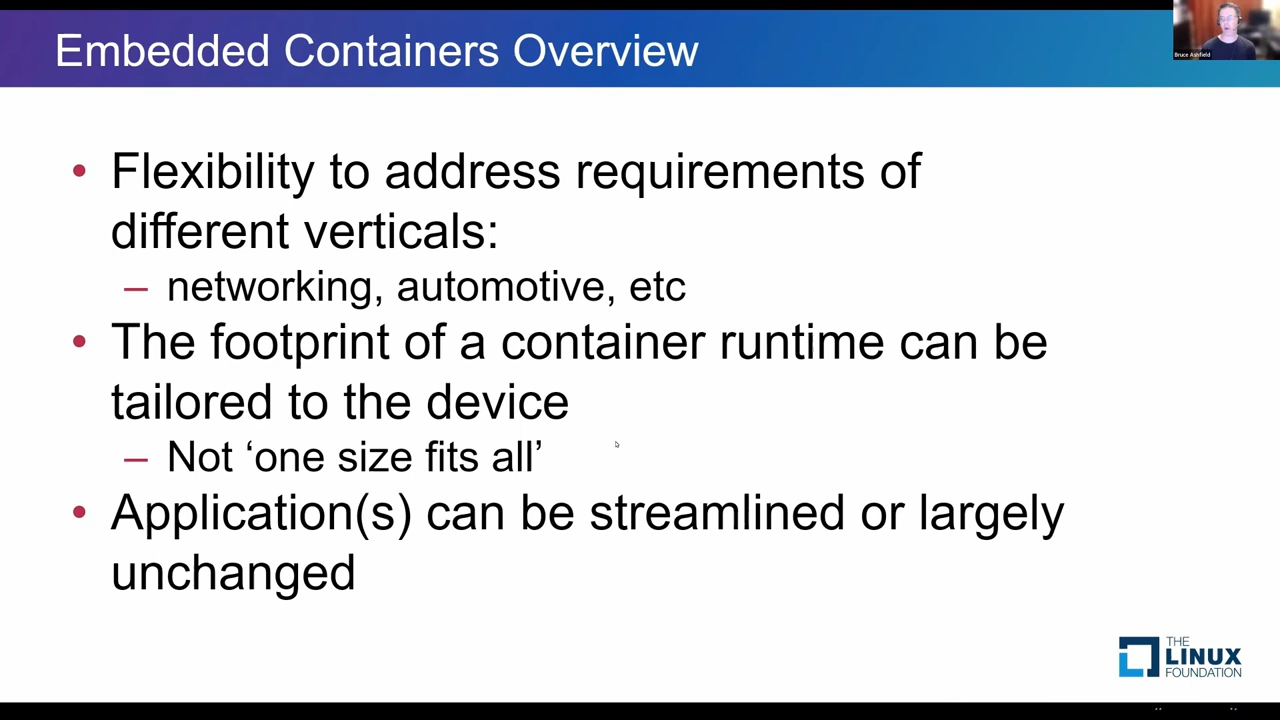 Embedded Containers Overview
Bruce Ashfield
• Flexibility to address requirements of
different verticals:
– networking, automotive, etc
• The footprint of a container runtime can be
tailored to the device
– Not ‘one size fits all’
• Application(s) can be streamlined or largely
unchanged
THE
LINUX
FOUNDATION